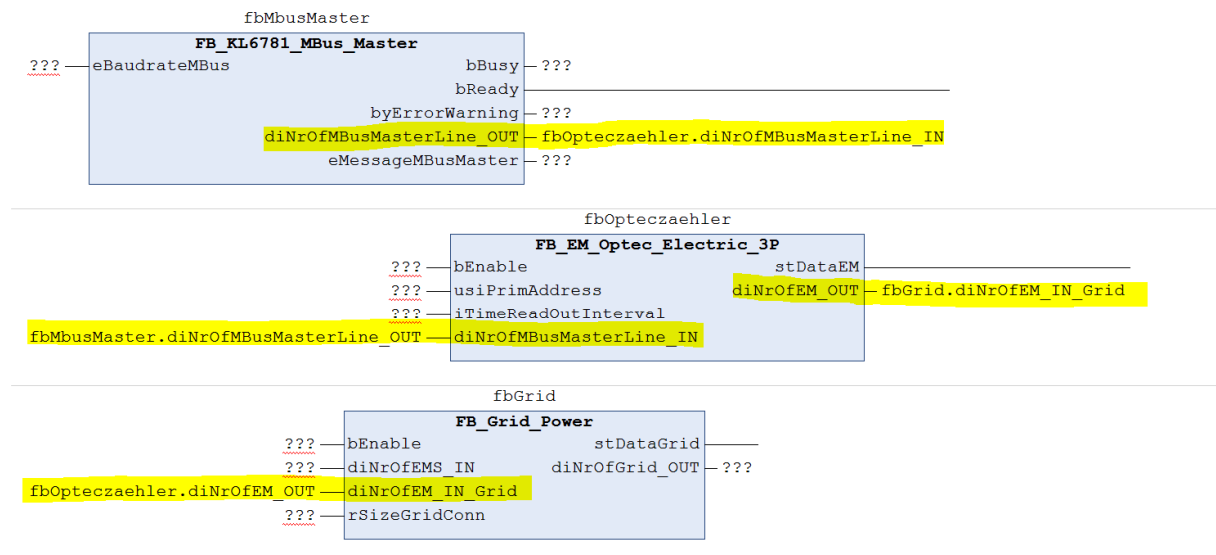 fbMbusMaster
FB_KL6781_MBus_Master
??? eBaudrateMBus bBusy ???
bReady
byErrorWarning ???
diNrOfMBusMasterLine_OUT fbOpteczaehler.diNrOfMBusMasterLine_IN
eMessageMBusMaster ???
fbOpteczaehler
FB_EM_Optec_Electric_3P
??? bEnable stDataEM
??? usiPrimAddress diNrOfEM_OUT fbGrid.diNrOfEM_IN_Grid
??? iTimeReadOutInterval
fbMbusMaster.diNrOfMBusMasterLine_OUT diNrOfMBusMasterLine_IN
fbGrid
FB_Grid_Power
??? bEnable stDataGrid
??? diNrOfEMS_IN diNrOfGrid_OUT ???
fbOpteczaehler.diNrOfEM_OUT diNrOfEM_IN_Grid
??? rSizeGridConn